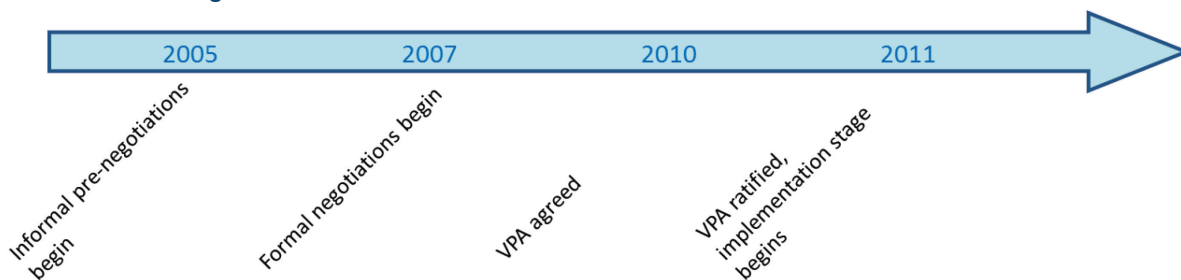 2005 2007 2010 2011
Informal pre-negotiations
begin
Formal negotiations begin
VPA agreed
VPA ratified,
implementation stage
begins